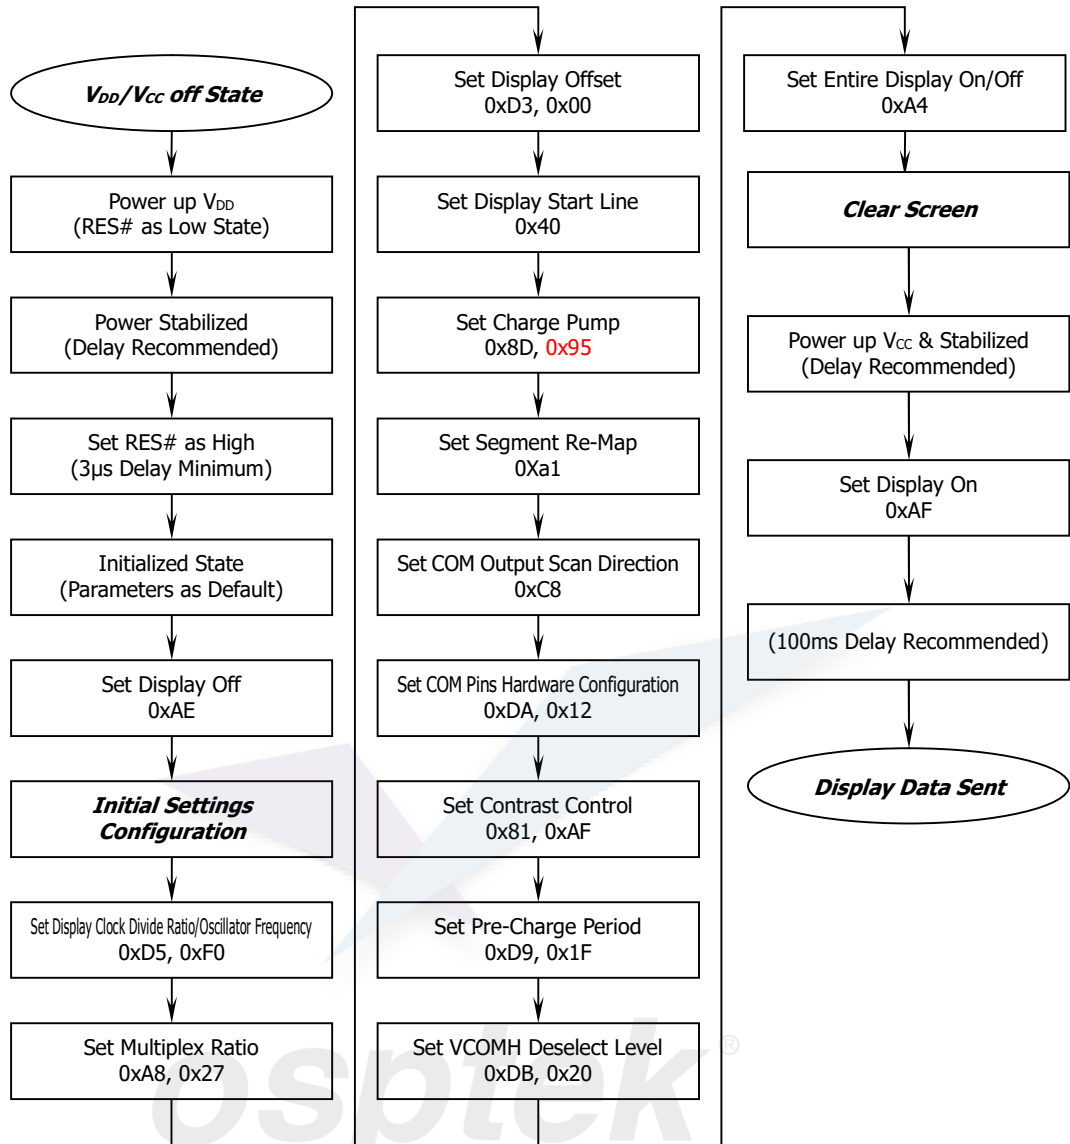 V_DD/V_CC off State
Power up V_DD
(RES# as Low State)
Power Stabilized
(Delay Recommended)
Set RES# as High
(3μs Delay Minimum)
Initialized State
(Parameters as Default)
Set Display Off
0xAE
Initial Settings
Configuration
Set Display Clock Divide Ratio/Oscillator Frequency
0xD5, 0xF0
Set Multiplex Ratio
0xA8, 0x27
Set Display Offset
0xD3, 0x00
Set Display Start Line
0x40
Set Charge Pump
0x8D, 0x95
Set Segment Re-Map
0Xa1
Set COM Output Scan Direction
0xC8
Set COM Pins Hardware Configuration
0xDA, 0x12
Set Contrast Control
0x81, 0xAF
Set Pre-Charge Period
0xD9, 0x1F
Set VCOMH Deselect Level
0xDB, 0x20
Set Entire Display On/Off
0xA4
Clear Screen
Power up V_CC & Stabilized
(Delay Recommended)
Set Display On
0xAF
(100ms Delay Recommended)
Display Data Sent
osptek®